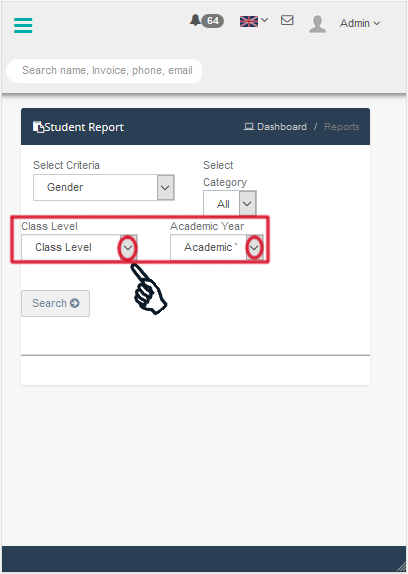 64
Admin
Search name, Invoice, phone, email
Student Report
Dashboard / Reports
Select Criteria
Select Category
Gender
All
Class Level
Academic Year
Class Level
Academic
Search